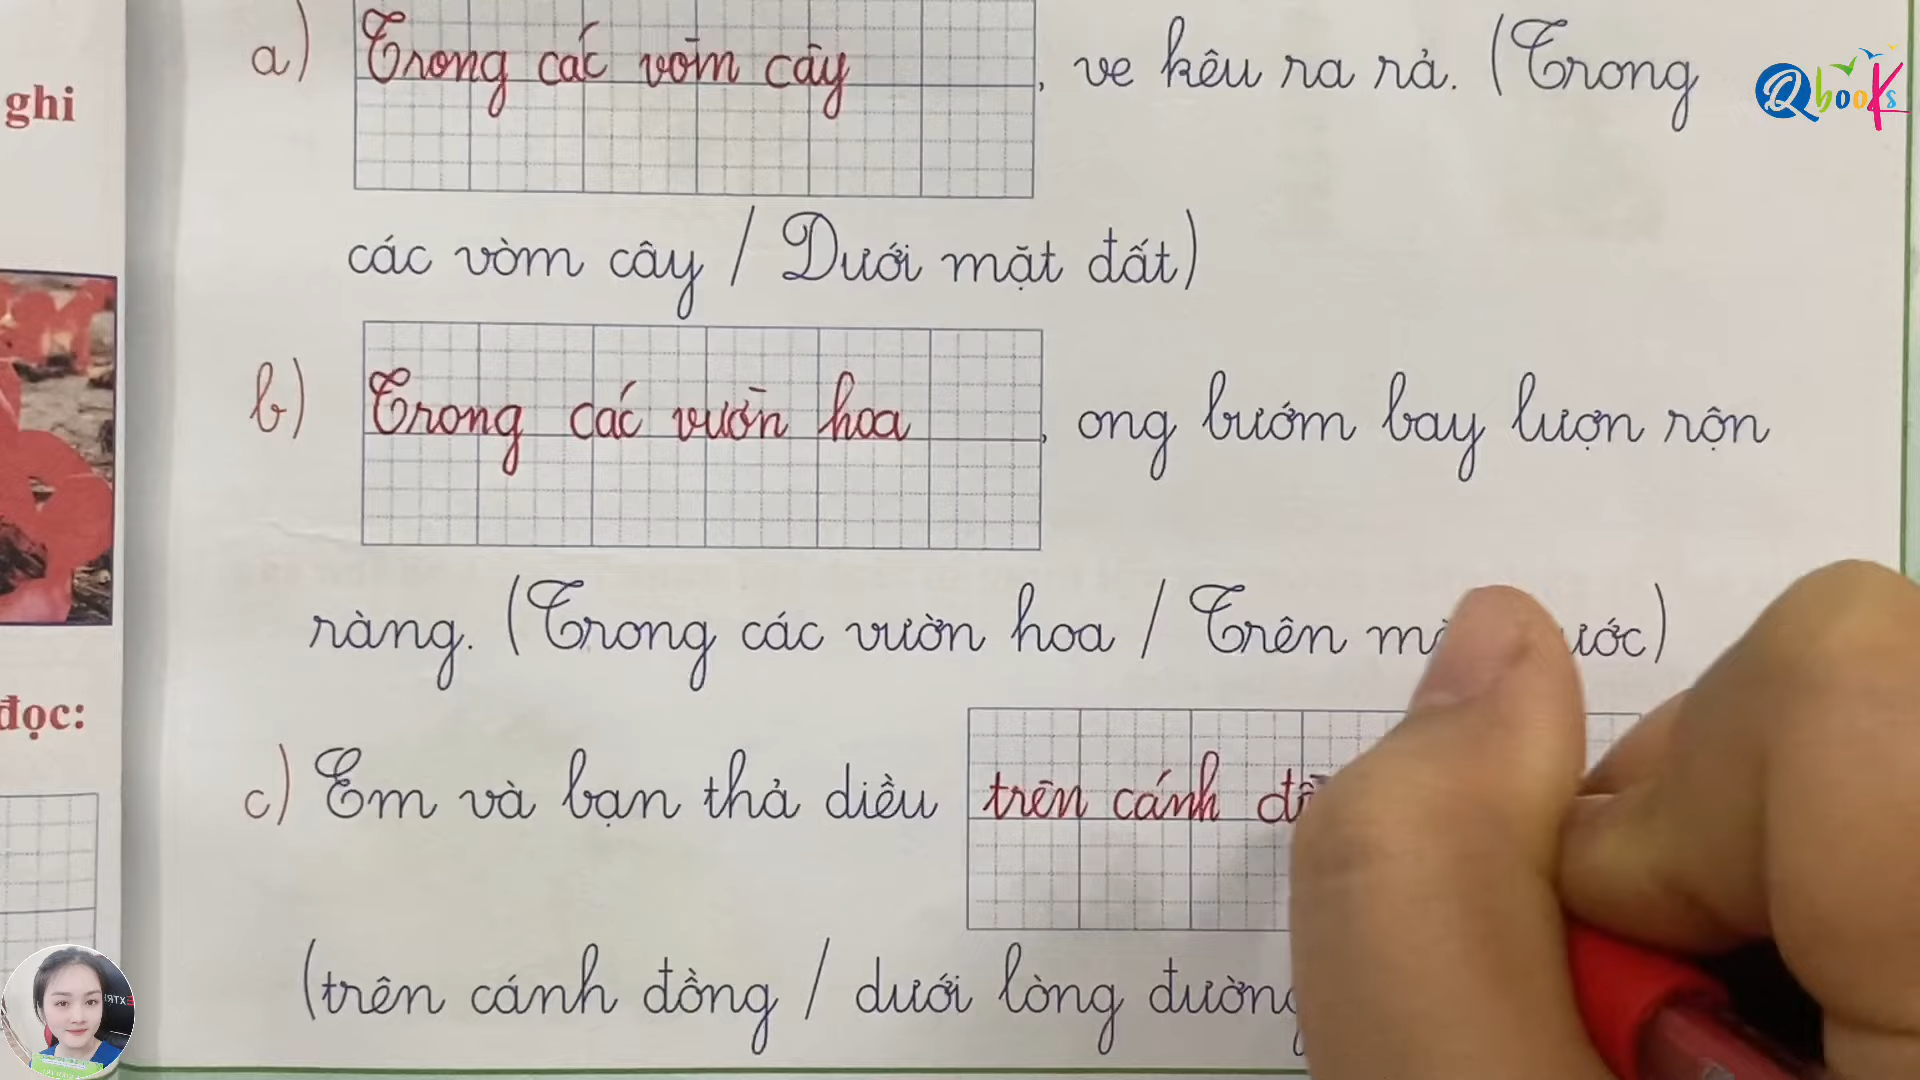 a) Trong các vòm cây, ve kêu ra rả. (Trong
Qbooks
ghi
các vòm cây / Dưới mặt đất)
b) Trong các vườn hoa, ong bướm bay lượn rộn
ràng. (Trong các vườn hoa / Trên
đọc:
c) Em và bạn thả diều trên cánh
(trên cánh đồng / dưới lòng đường